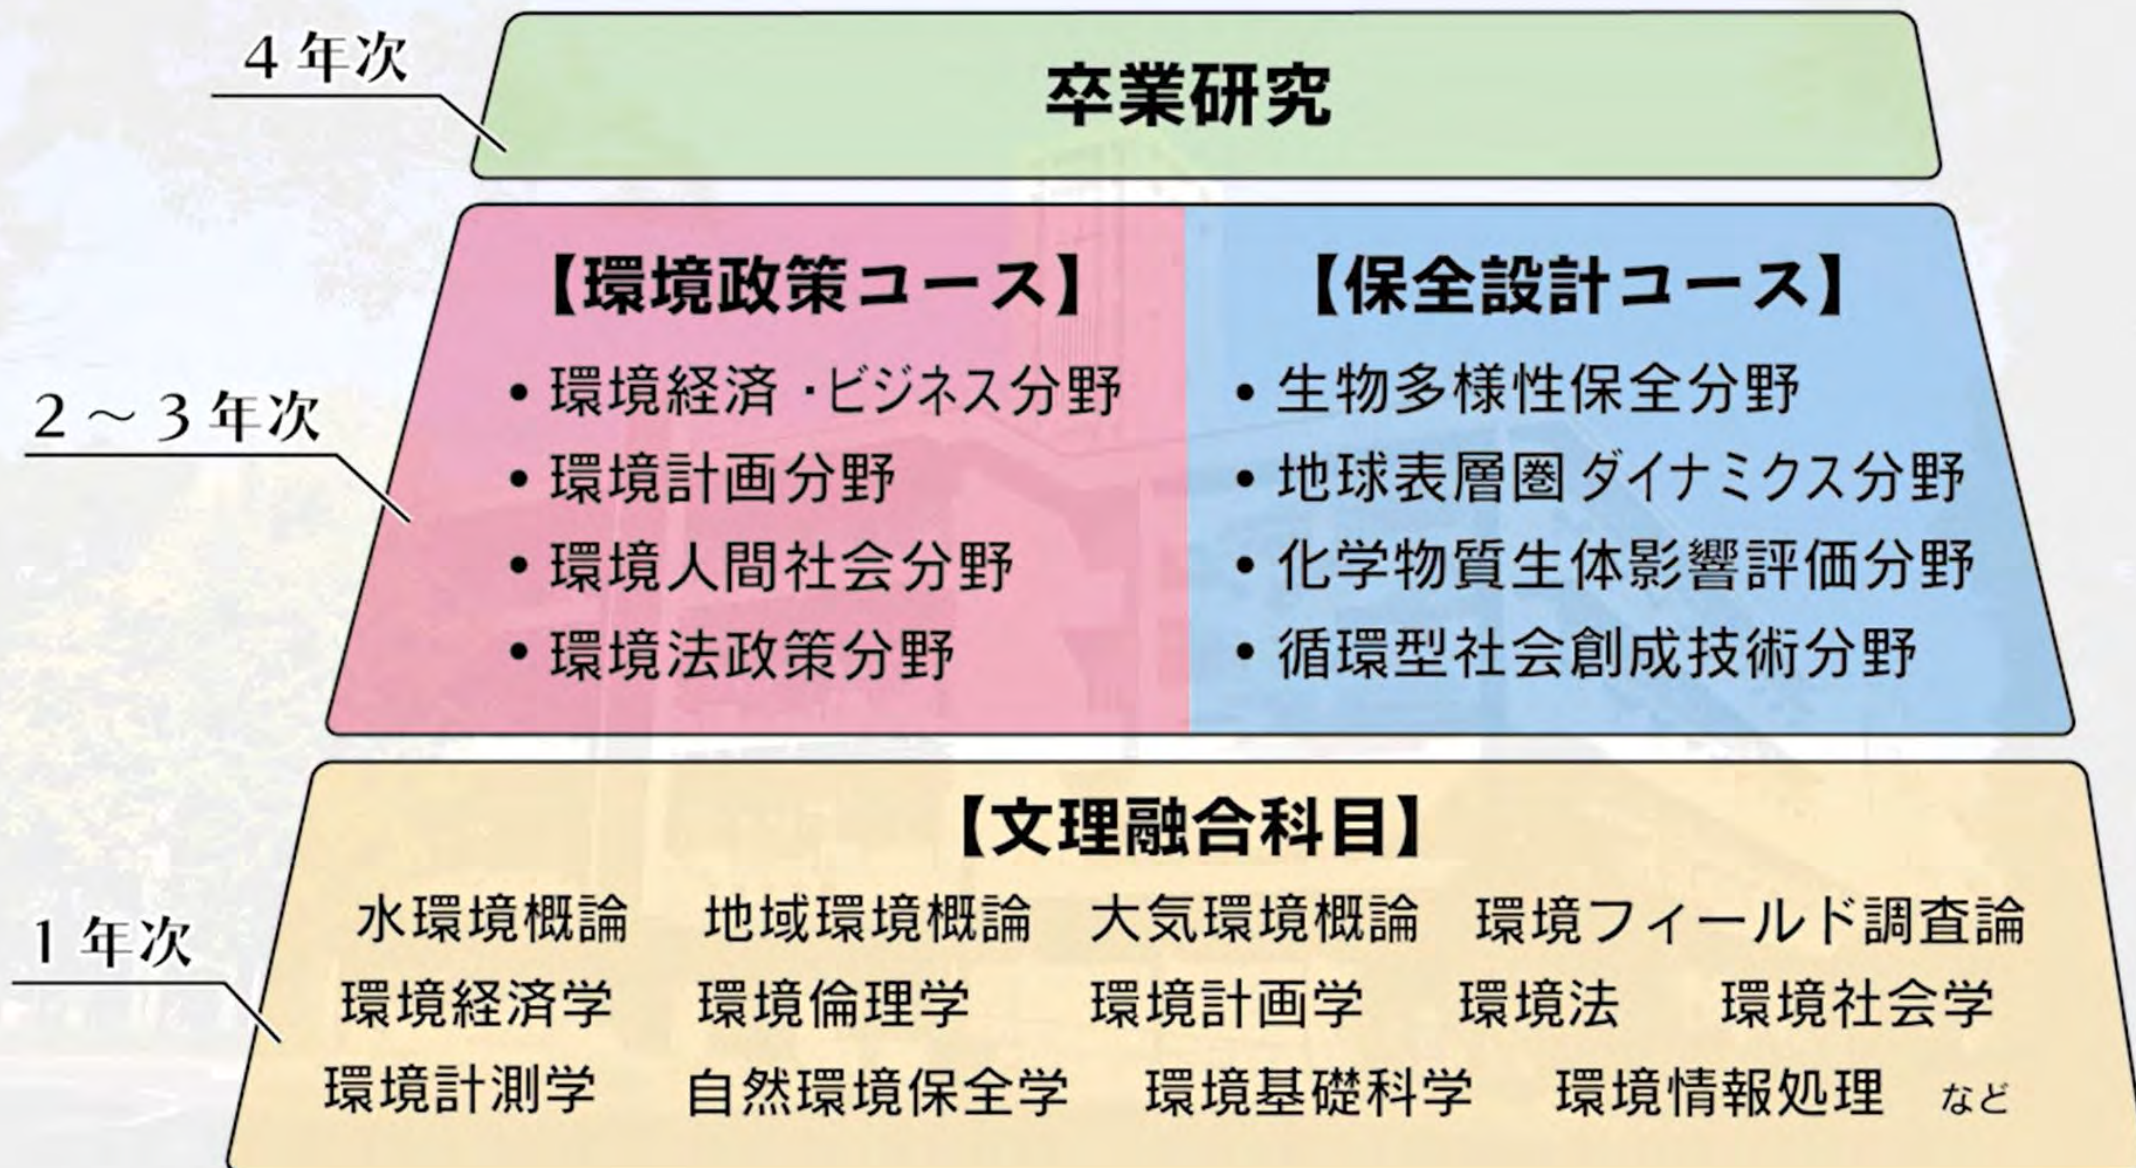 4年次
卒業研究
2～3年次
【環境政策コース】
• 環境経済・ビジネス分野
• 環境計画分野
• 環境人間社会分野
• 環境法政策分野
【保全設計コース】
• 生物多様性保全分野
• 地球表層圏ダイナミクス分野
• 化学物質生体影響評価分野
• 循環型社会創成技術分野
1年次
【文理融合科目】
水環境概論 地域環境概論 大気環境概論 環境フィールド調査論
環境経済学 環境倫理学 環境計画学 環境法 環境社会学
環境計測学 自然環境保全学 環境基礎科学 環境情報処理 など